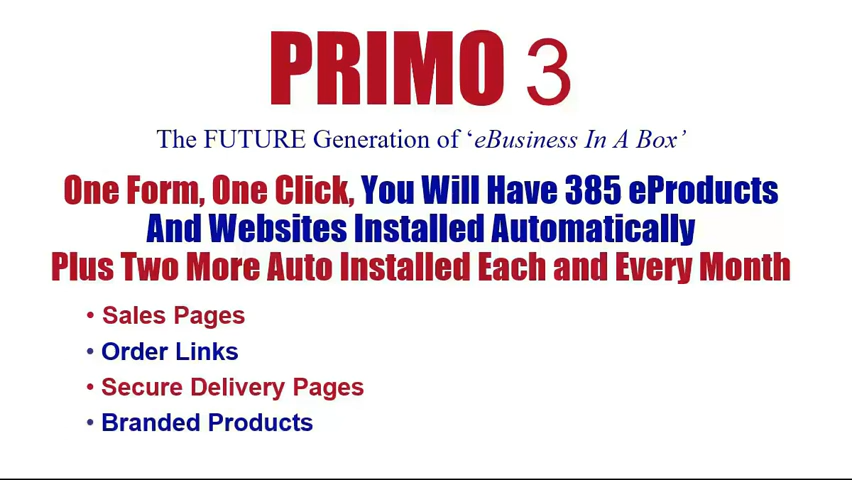 PRIMO 3
The FUTURE Generation of ‘eBusiness In A Box’
One Form, One Click, You Will Have 385 eProducts
And Websites Installed Automatically
Plus Two More Auto Installed Each and Every Month
• Sales Pages
• Order Links
• Secure Delivery Pages
• Branded Products